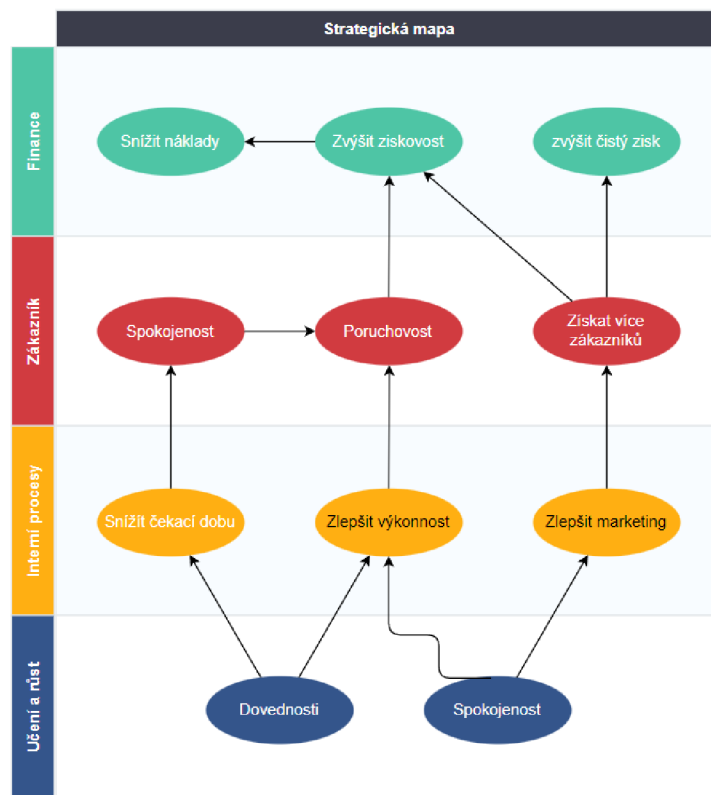 Strategická mapa
Finance
Snížit náklady
Zvýšit ziskovost
zvýšit čistý zisk
Zákazník
Spokojenost
Poruchovost
Získat více
zákazníků
Interní procesy
Snížít čekací dobu
Zlepšit výkonnost
Zlepšit marketing
Učení a růst
Dovednosti
Spokojenost